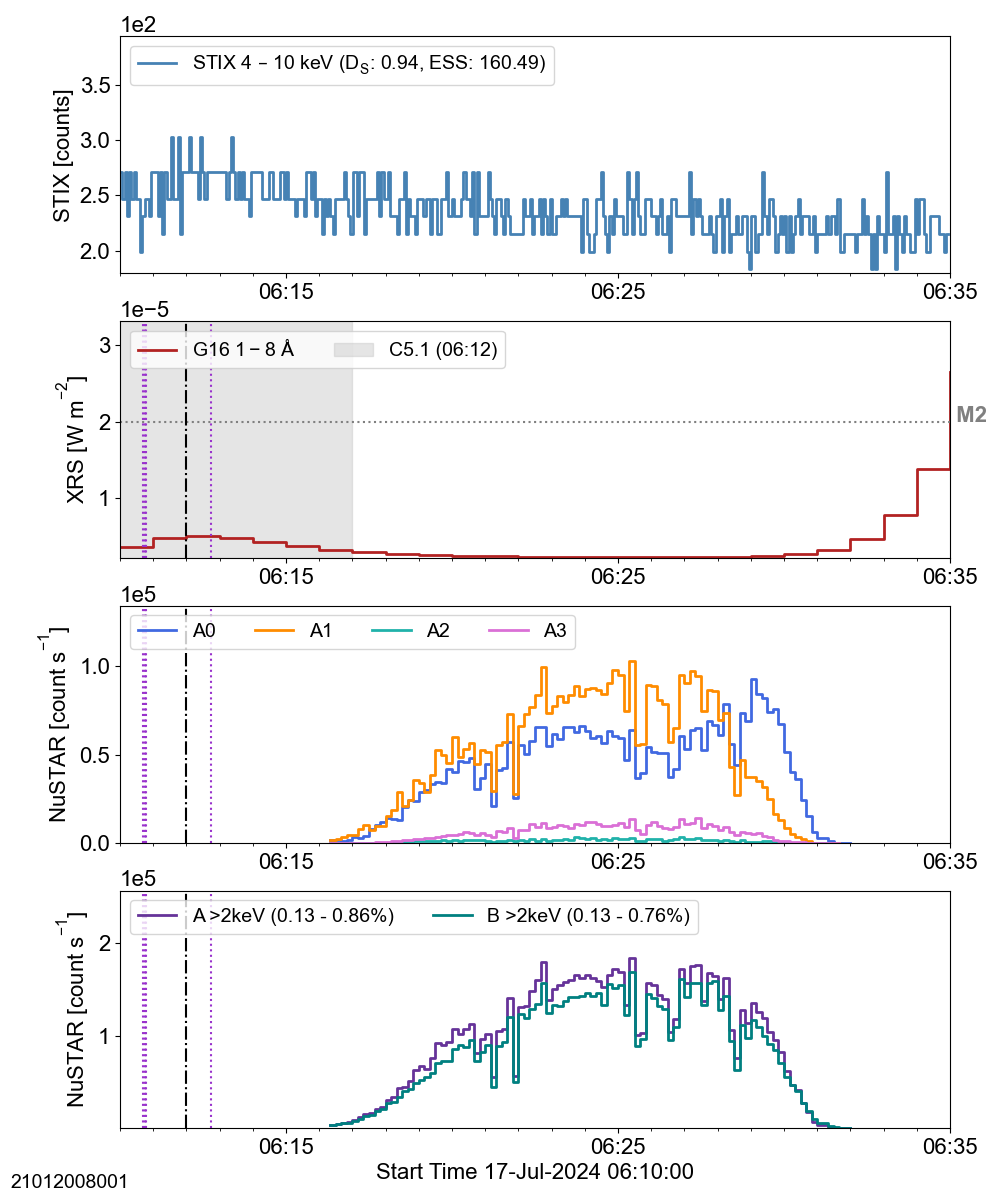 1e2
STIX 4 – 10 keV (DS: 0.94, ESS: 160.49)
3.5
3.0
2.5
2.0
STIX [counts]
06:15 06:25 06:35
1e−5
G16 1 – 8 Å C5.1 (06:12)
3
2
1
M2
XRS [W m−2]
06:15 06:25 06:35
1e5
A0 A1 A2 A3
1.0
0.5
0.0
NuSTAR [count s−1]
06:15 06:25 06:35
1e5
A >2keV (0.13 - 0.86%) B >2keV (0.13 - 0.76%)
2
1
NuSTAR [count s−1]
06:15 06:25 06:35
Start Time 17-Jul-2024 06:10:00
21012008001